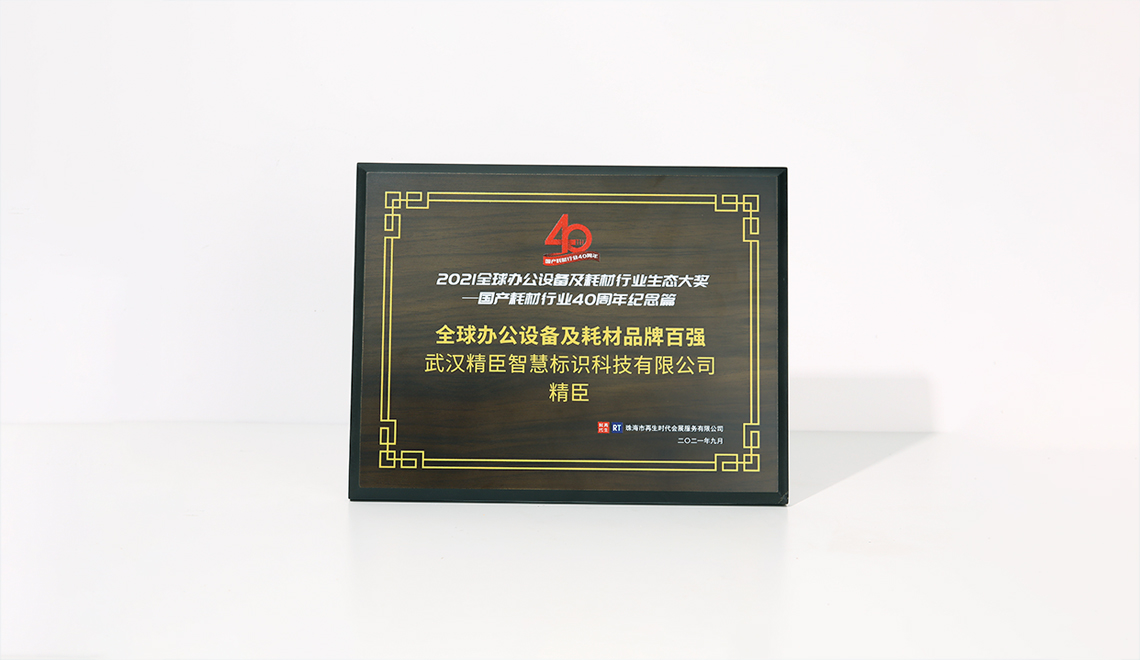 40
国产耗材行业40周年
2021全球办公设备及耗材行业生态大奖
—国产耗材行业40周年纪念篇
全球办公设备及耗材品牌百强
武汉精臣智慧标识科技有限公司
精臣
RT 珠海市再生时代会展服务有限公司
二〇二一年九月